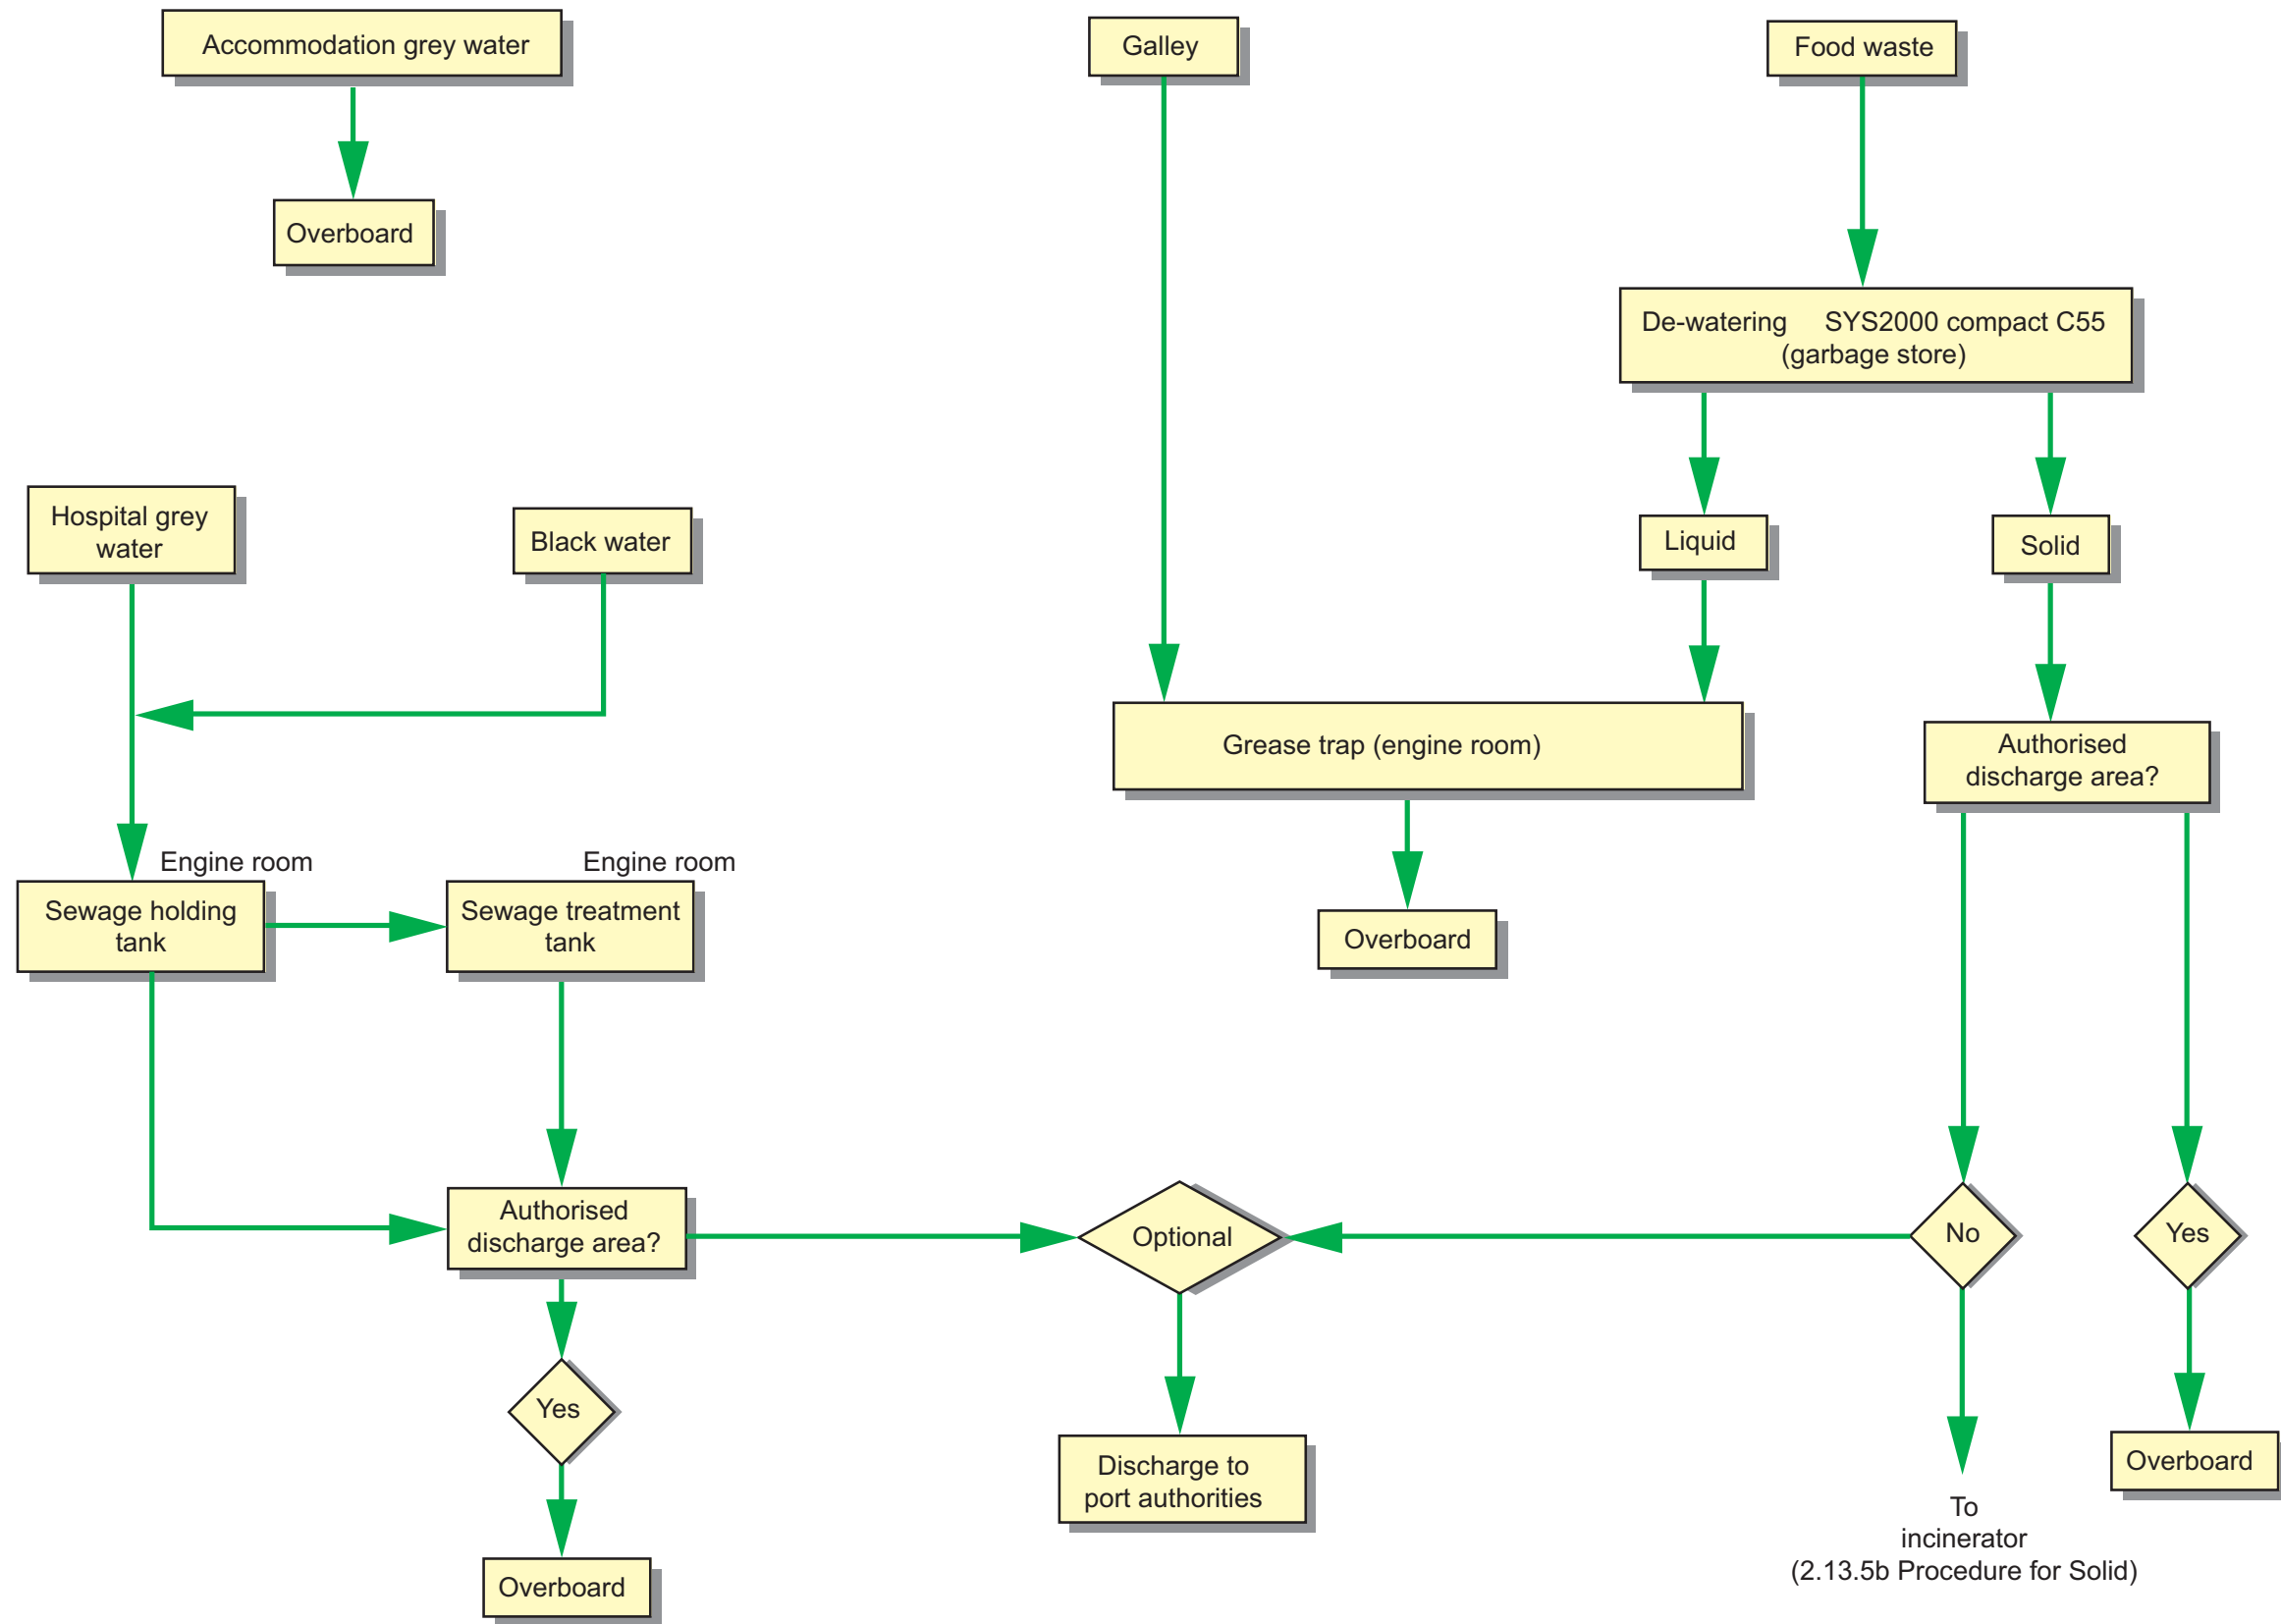 Accommodation grey water
Galley
Food waste
Overboard
De-watering SYS2000 compact C55
(garbage store)
Hospital grey
water
Black water
Liquid
Solid
Grease trap (engine room)
Authorised
discharge area?
Engine room
Engine room
Sewage holding
tank
Sewage treatment
tank
Overboard
Authorised
discharge area?
Optional
No
Yes
Yes
Discharge to
port authorities
Overboard
To
incinerator
(2.13.5b Procedure for Solid)
Overboard